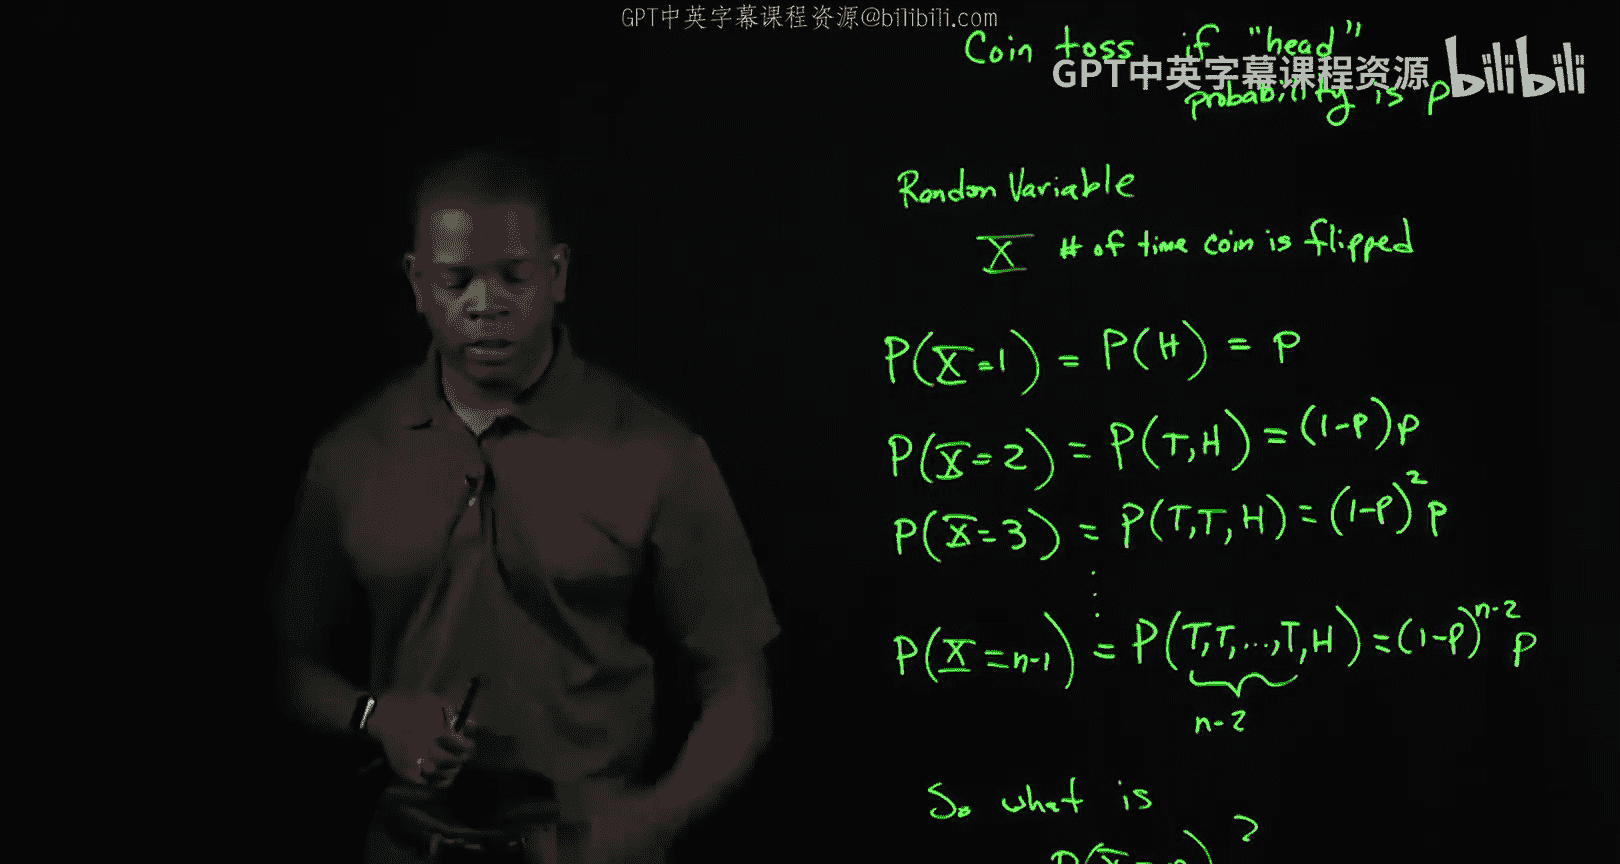 GPT中英字幕课程资源@bilibili.com
Coin toss if "head"
GPT中英字幕课程资源 bilibili
probability is p
Random Variable
X # of time coin is flipped
P(X=1) = P(H) = p
P(X=2) = P(T,H) = (1-p)p
P(X=3) = P(T,T,H) = (1-p)² p
⋮
P(X=n-1) = P(T,T,...,T,H) = (1-p)ⁿ⁻² p
n-2
So what is
?